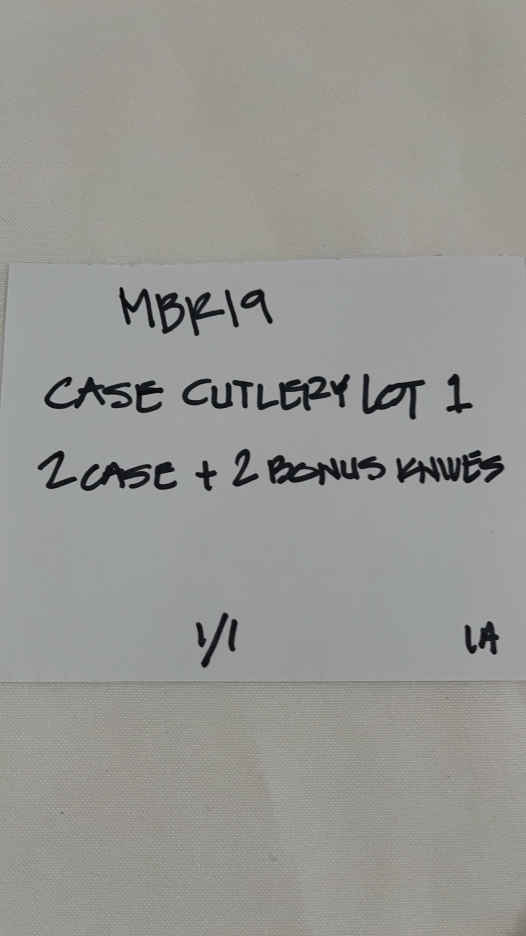 MBR19
CASE CUTLERY LOT 1
2 CASE + 2 BONUS KNIVES
1/1 LA